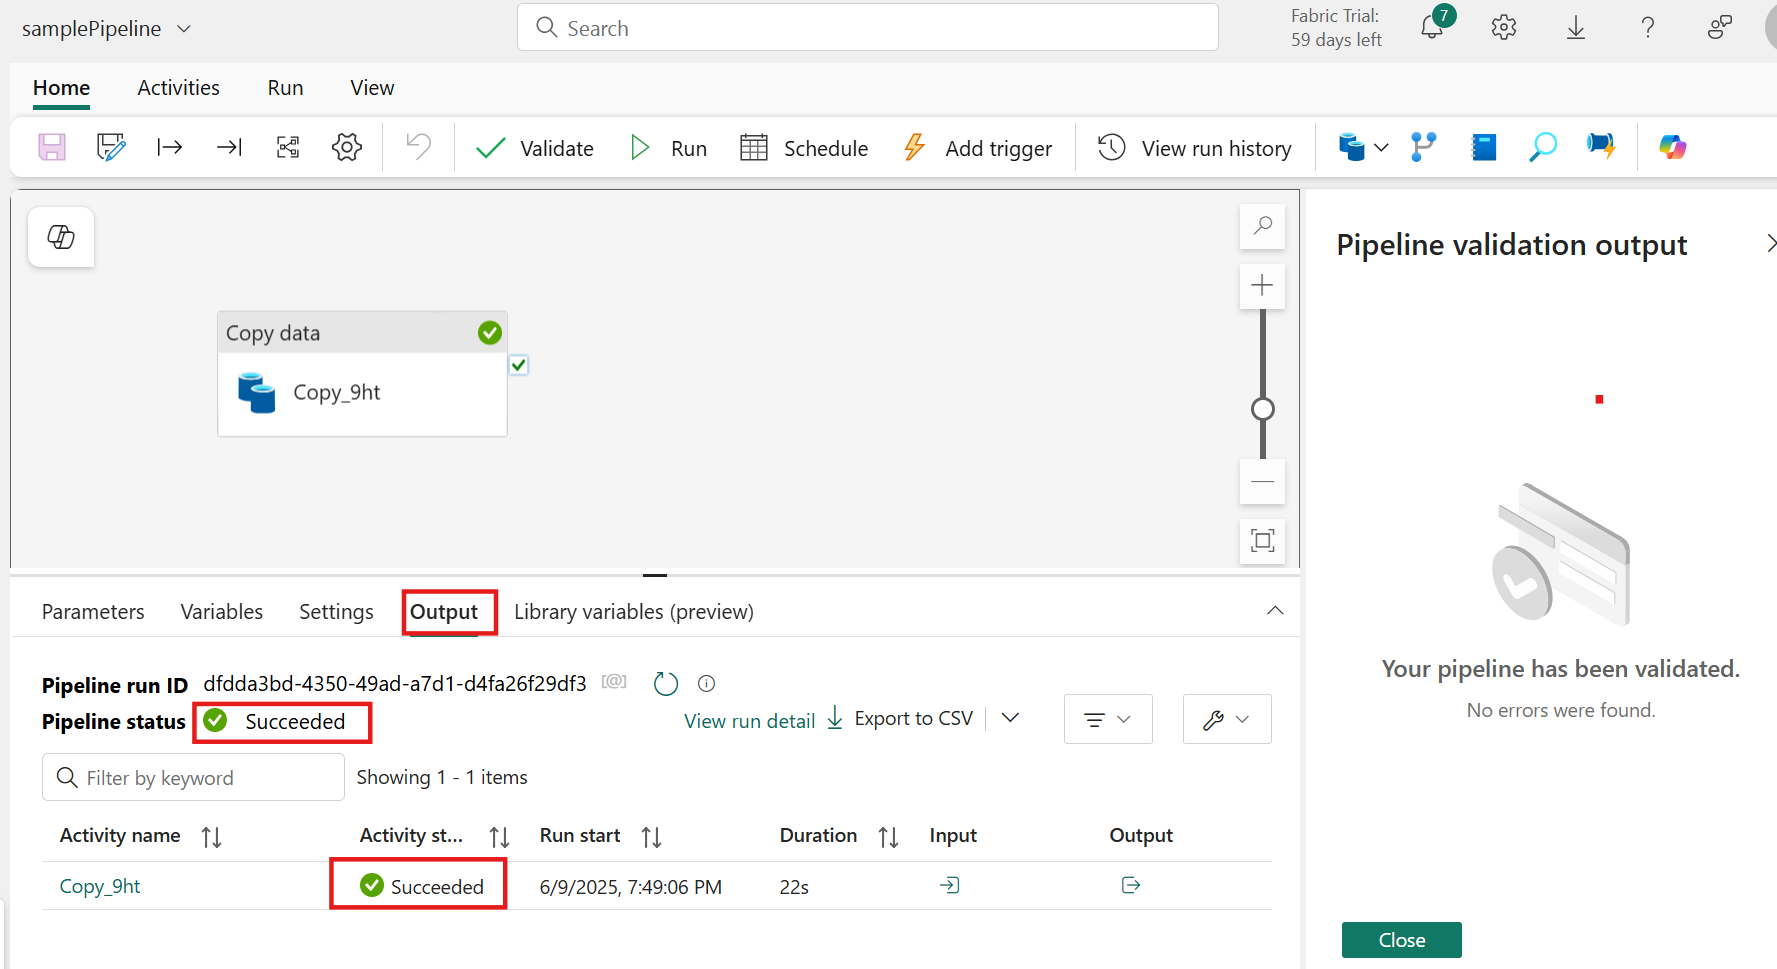 samplePipeline
Search
Fabric Trial:
59 days left
7
Home Activities Run View
Validate Run Schedule Add trigger View run history
Copy data
Copy_9ht
Pipeline validation output
Your pipeline has been validated.
No errors were found.
Close
Parameters Variables Settings Output Library variables (preview)
Pipeline run ID dfdda3bd-4350-49ad-a7d1-d4fa26f29df3 [@]
Pipeline status Succeeded
View run detail Export to CSV
Filter by keyword Showing 1 - 1 items
Activity name Activity st... Run start Duration Input Output
Copy_9ht Succeeded 6/9/2025, 7:49:06 PM 22s